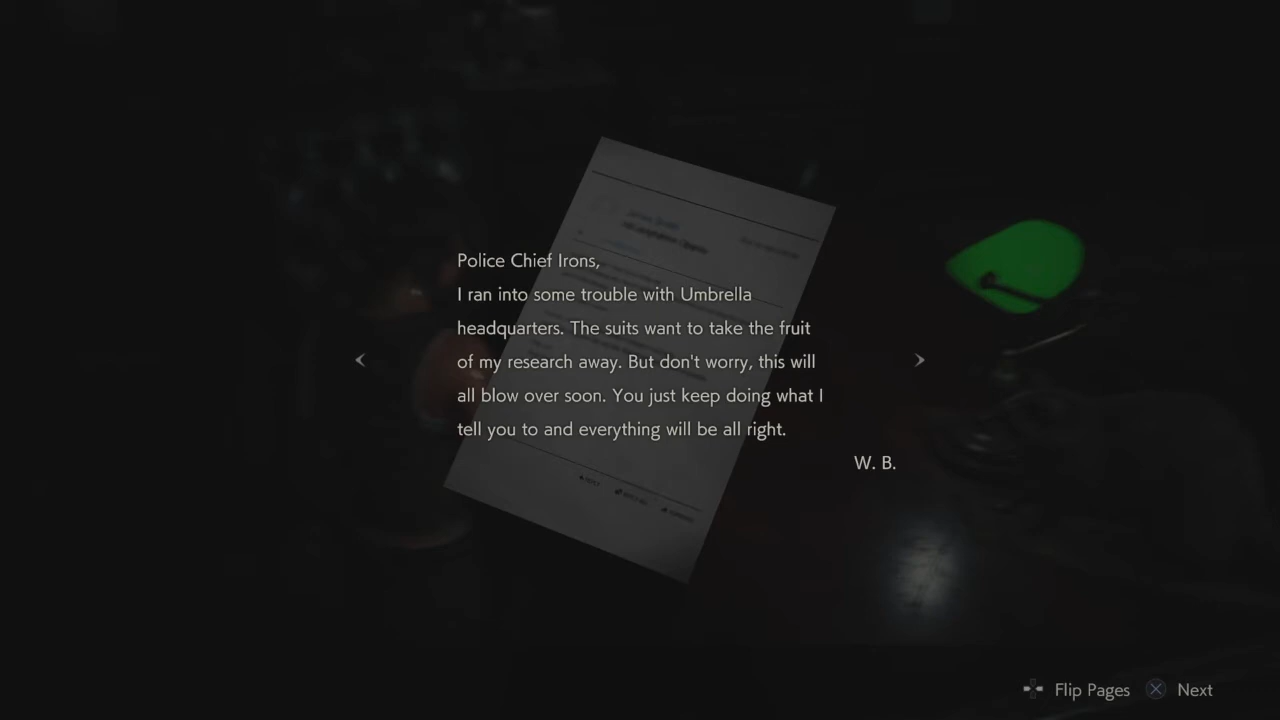 Police Chief Irons,
I ran into some trouble with Umbrella
headquarters. The suits want to take the fruit
of my research away. But don't worry, this will
all blow over soon. You just keep doing what I
tell you to and everything will be all right.
W. B.
Flip Pages
Next